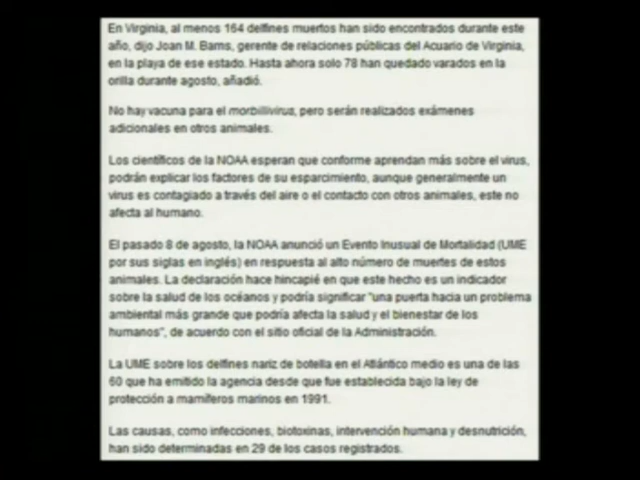 En Virginia, al menos 164 delfines muertos han sido encontrados durante este
año, dijo Joan M. Barns, gerente de relaciones públicas del Acuario de Virginia,
en la playa de ese estado. Hasta ahora solo 78 han quedado varados en la
orilla durante agosto, añadió.
No hay vacuna para el morbillivirus, pero serán realizados exámenes
adicionales en otros animales.
Los científicos de la NOAA esperan que conforme aprendan más sobre el virus,
podrán explicar los factores de su esparcimiento, aunque generalmente un
virus es contagiado a través del aire o el contacto con otros animales, este no
afecta al humano.
El pasado 8 de agosto, la NOAA anunció un Evento Inusual de Mortalidad (UME
por sus siglas en inglés) en respuesta al alto número de muertes de estos
animales. La declaración hace hincapié en que este hecho es un indicador
sobre la salud de los océanos y podría significar "una puerta hacia un problema
ambiental más grande que podría afecta la salud y el bienestar de los
humanos", de acuerdo con el sitio oficial de la Administración.
La UME sobre los delfines nariz de botella en el Atlántico medio es una de las
60 que ha emitido la agencia desde que fue establecida bajo la ley de
protección a mamíferos marinos en 1991.
Las causas, como infecciones, biotoxinas, intervención humana y desnutrición,
han sido determinadas en 29 de los casos registrados.